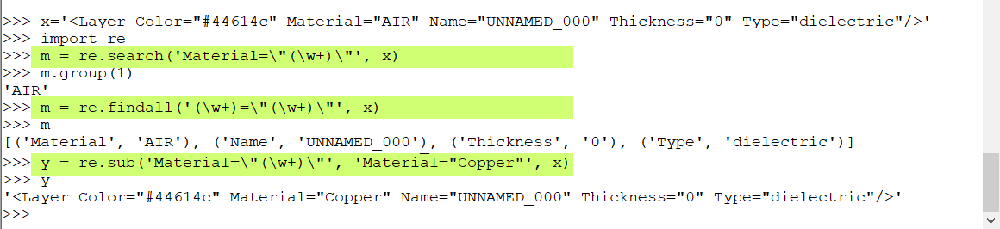 >>> x='<Layer Color="#44614c" Material="AIR" Name="UNNAMED_000" Thickness="0" Type="dielectric"/>'
>>> import re
>>> m = re.search('Material=\"(\w+)\"', x)
>>> m.group(1)
'AIR'
>>> m = re.findall('(\w+)=\"(\w+)\"', x)
>>> m
[('Material', 'AIR'), ('Name', 'UNNAMED_000'), ('Thickness', '0'), ('Type', 'dielectric')]
>>> y = re.sub('Material=\"(\w+)\"', 'Material="Copper"', x)
>>> y
'<Layer Color="#44614c" Material="Copper" Name="UNNAMED_000" Thickness="0" Type="dielectric"/>'
>>>